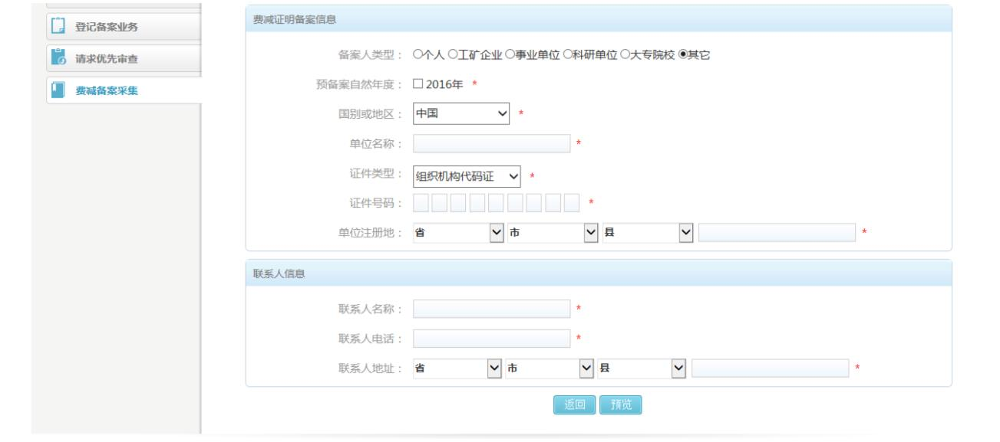 登记备案业务
请求优先审查
费减备案采集
费减证明备案信息
备案人类型： 个人 工矿企业 事业单位 科研单位 大专院校 其它
预备案自然年度： 2016年 *
国别或地区： 中国 *
单位名称： *
证件类型： 组织机构代码证 *
证件号码： *
单位注册地： 省 市 县 *
联系人信息
联系人名称： *
联系人电话： *
联系人地址： 省 市 县 *
返回 预览